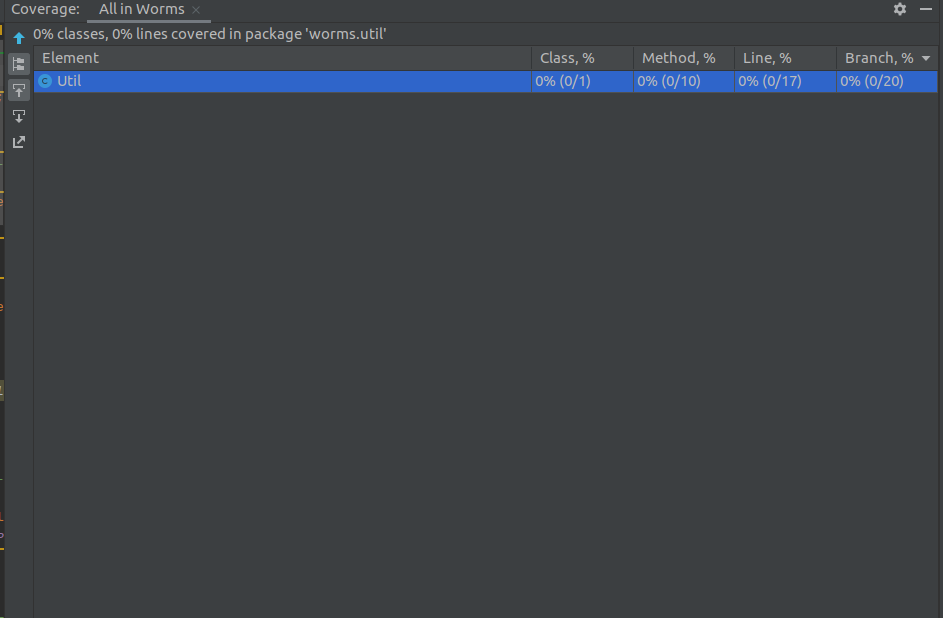 Coverage: All in Worms
0% classes, 0% lines covered in package 'worms.util'
Element Class, % Method, % Line, % Branch, %
C Util 0% (0/1) 0% (0/10) 0% (0/17) 0% (0/20)